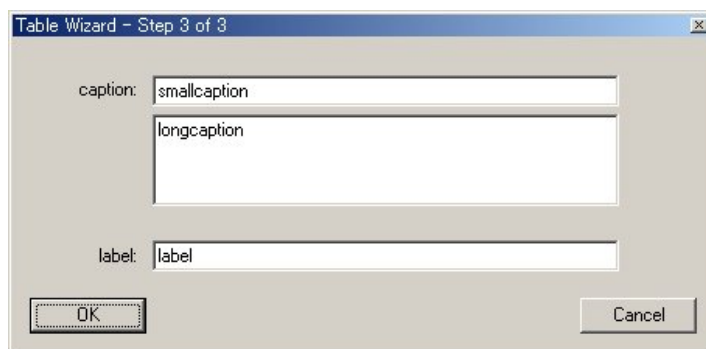 Table Wizard - Step 3 of 3
caption: smallcaption
longcaption
label: label
OK Cancel